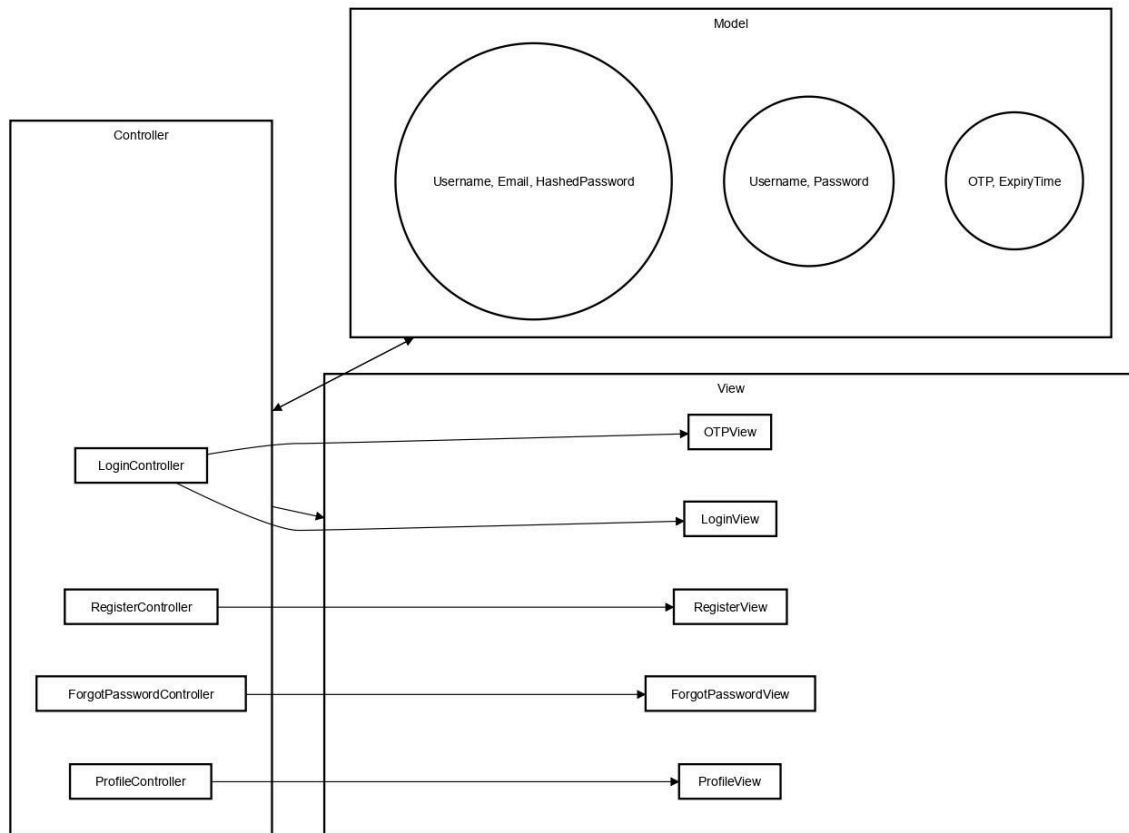 Model
Username, Email, HashedPassword
Username, Password
OTP, ExpiryTime
Controller
LoginController
RegisterController
ForgotPasswordController
ProfileController
View
OTPView
LoginView
RegisterView
ForgotPasswordView
ProfileView